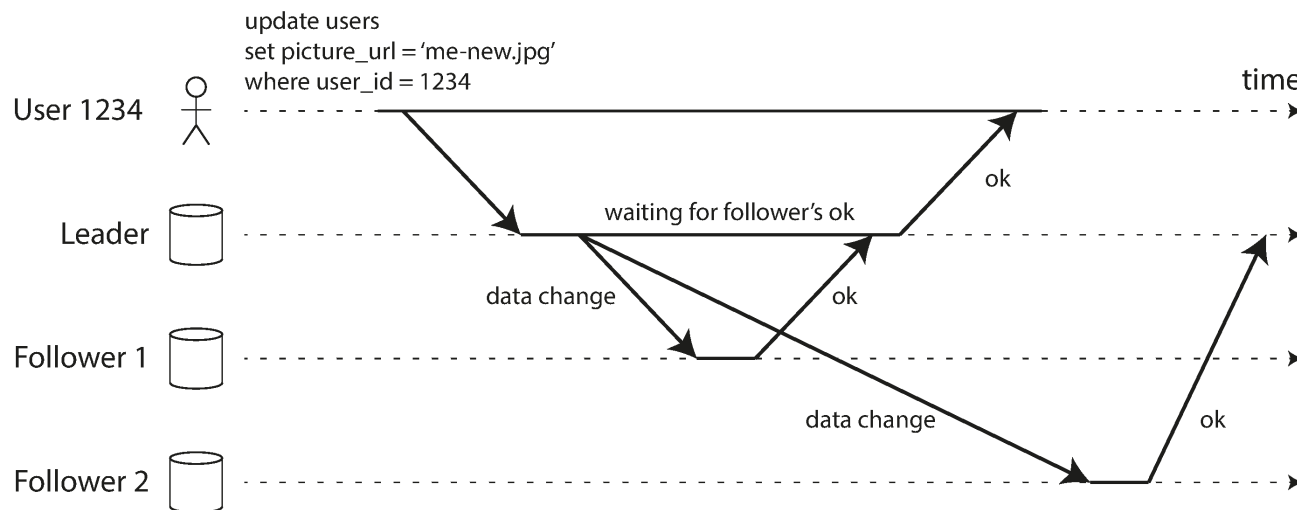 update users
set picture_url = ‘me-new.jpg’
where user_id = 1234
time
User 1234
ok
waiting for follower’s ok
Leader
data change
ok
Follower 1
data change
ok
Follower 2